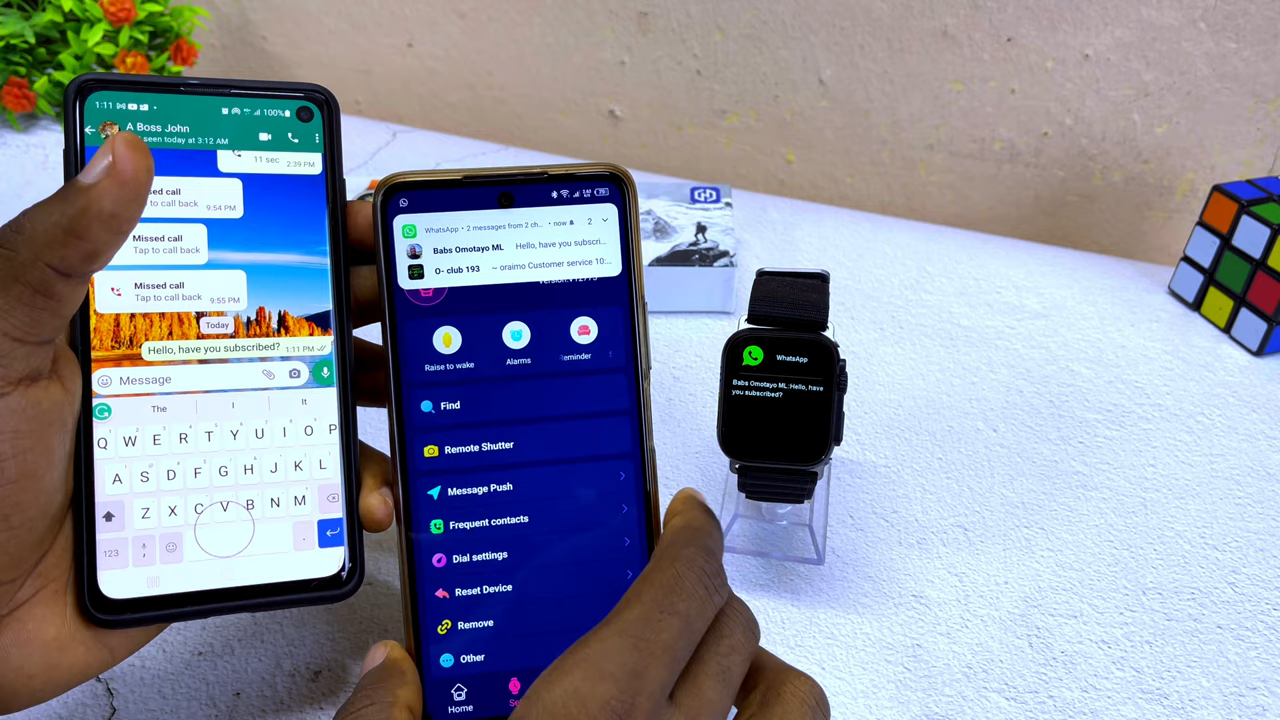 1:11
100%
A Boss John
seen today at 3:12 AM
11 sec 2:39 PM
sed call
to call back 9:54 PM
Missed call
Tap to call back
Missed call
Tap to call back 9:55 PM
Today
Hello, have you subscribed? 1:11 PM
Message
The I It
Q W E R T Y U I O P
A S D F G H J K L
Z X C V B N M
123 , .
WhatsApp • 2 messages from 2 ch... • now 2
Babs Omotayo ML Hello, have you subscri...
O- club 193 ~ oraimo Customer service 10:...
Raise to wake
Alarms
Reminder
Find
Remote Shutter
Message Push
Frequent contacts
Dial settings
Reset Device
Remove
Other
Home
WhatsApp
Babs Omotayo ML:Hello, have
you subscribed?